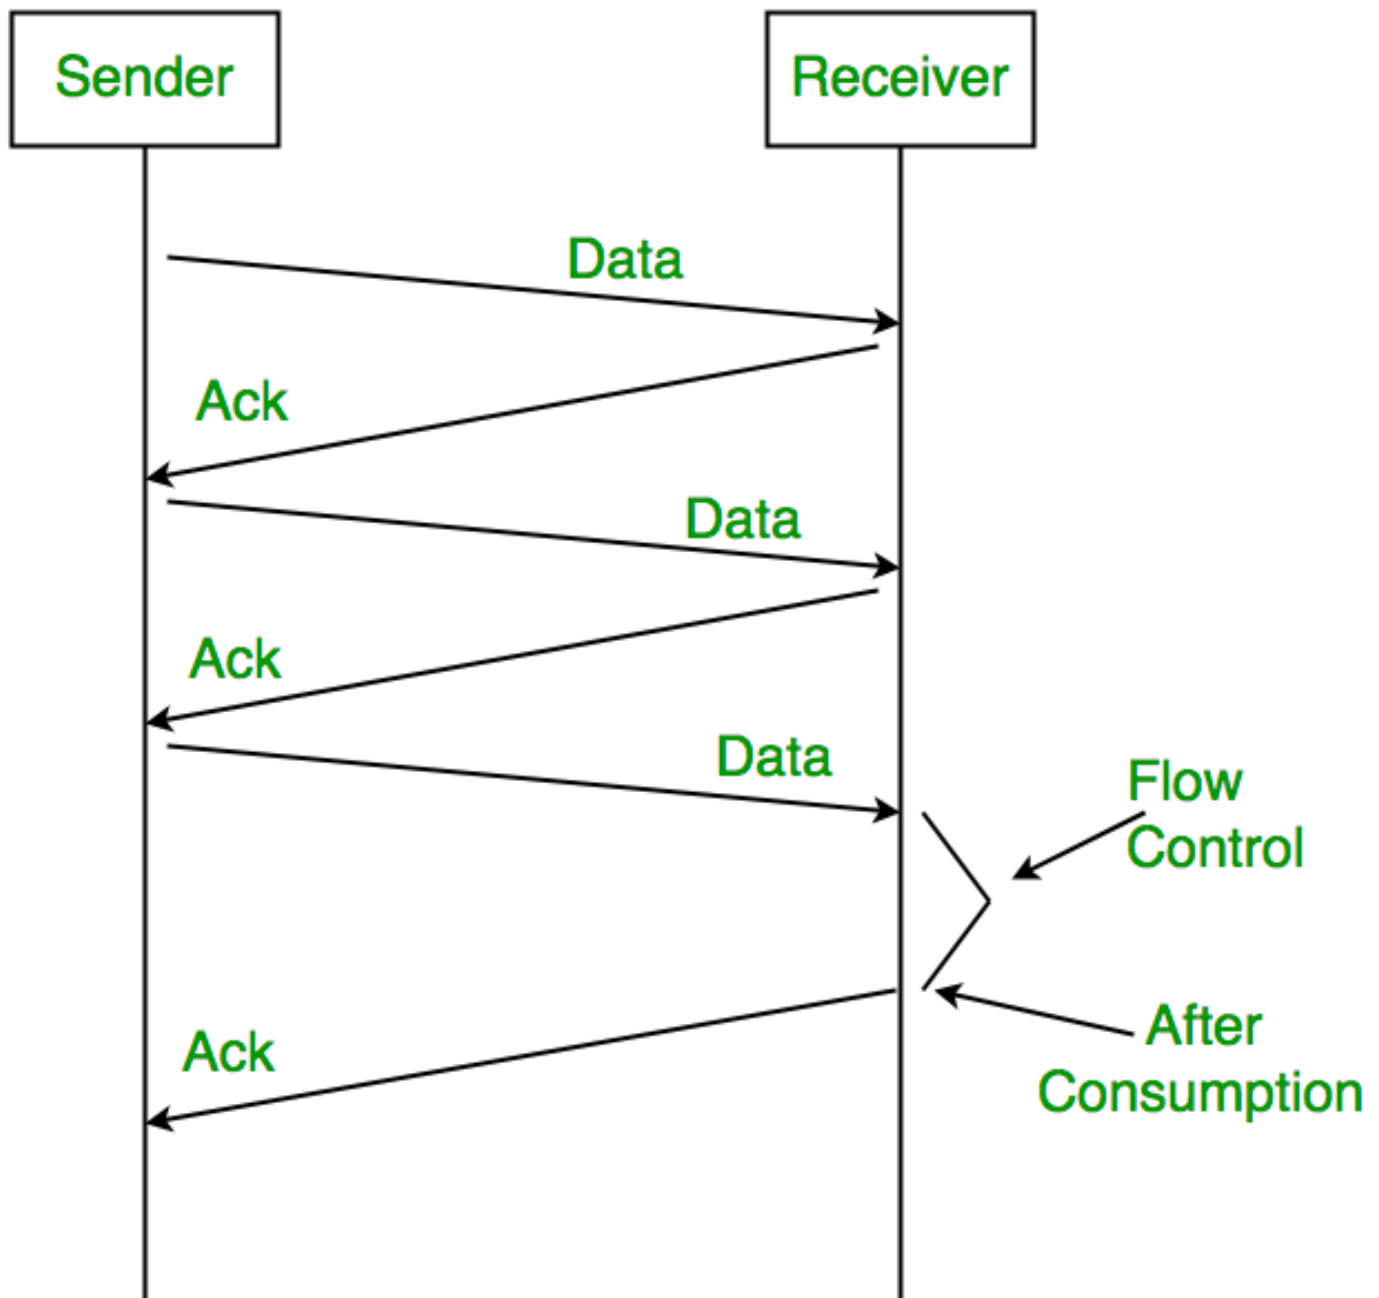 Sender
Receiver
Data
Ack
Data
Ack
Data
Flow
Control
Ack
After
Consumption